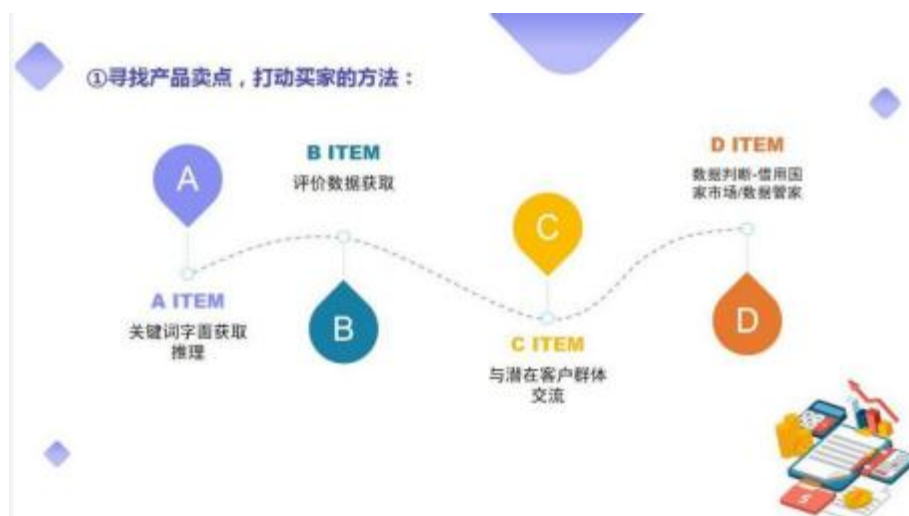 ①寻找产品卖点，打动买家的方法：
A
A ITEM
关键词字面获取
推理
B ITEM
评价数据获取
B
C
C ITEM
与潜在客户群体
交流
D ITEM
数据判断-借用国
家市场/数据管家
D